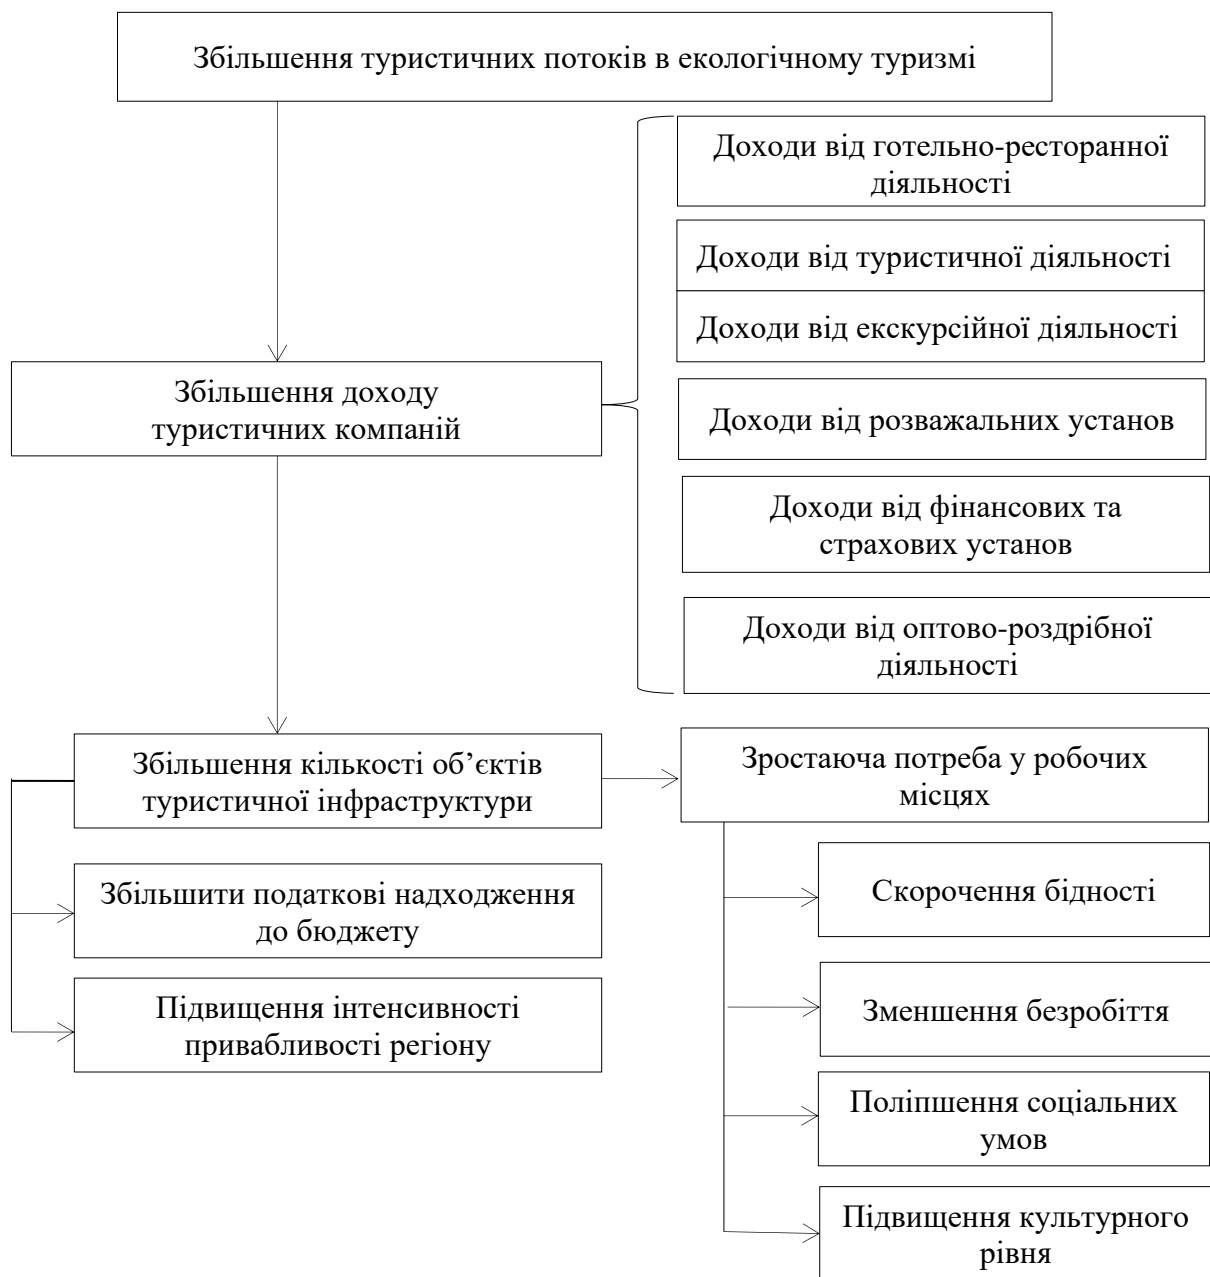 Збільшення туристичних потоків в екологічному туризмі
Доходи від готельно-ресторанної
діяльності
Доходи від туристичної діяльності
Доходи від екскурсійної діяльності
Збільшення доходу
туристичних компаній
Доходи від розважальних установ
Доходи від фінансових та
страхових установ
Доходи від оптово-роздрібної
діяльності
Збільшення кількості об’єктів
туристичної інфраструктури
Зростаюча потреба у робочих
місцях
Збільшити податкові надходження
до бюджету
Підвищення інтенсивності
привабливості регіону
Скорочення бідності
Зменшення безробіття
Поліпшення соціальних
умов
Підвищення культурного
рівня